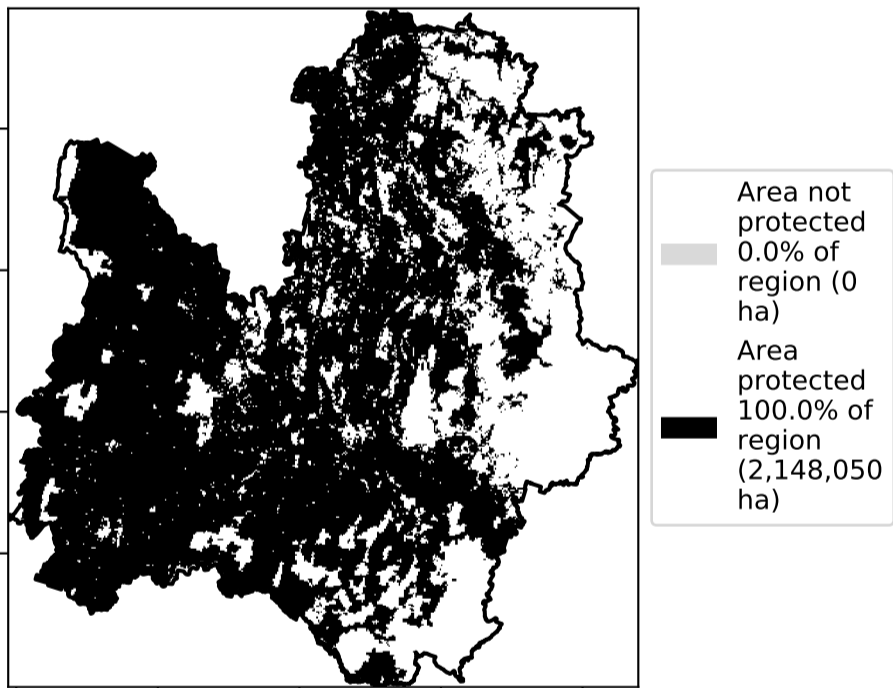 Area not
protected
0.0% of
region (0
ha)
Area
protected
100.0% of
region
(2,148,050
ha)